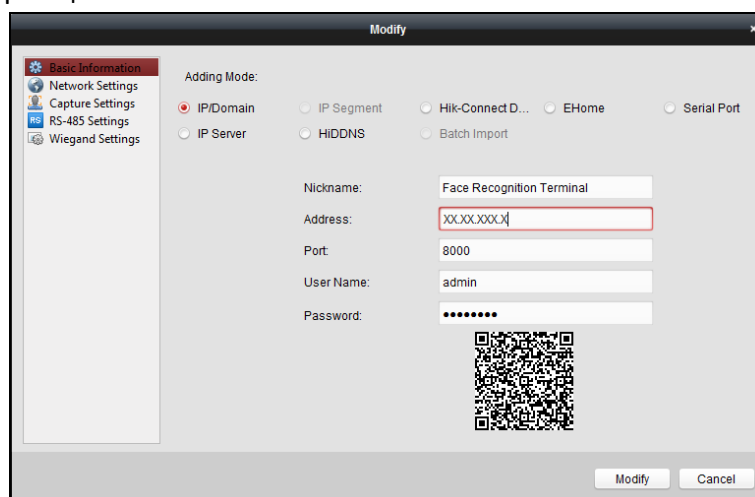 Modify
Basic Information
Network Settings
Capture Settings
RS RS-485 Settings
Wiegand Settings
Adding Mode:
IP/Domain IP Segment Hik-Connect D... EHome Serial Port
IP Server HiDDNS Batch Import
Nickname: Face Recognition Terminal
Address: XX.XX.XXX.X
Port: 8000
User Name: admin
Password: ●●●●●●●●
Modify Cancel